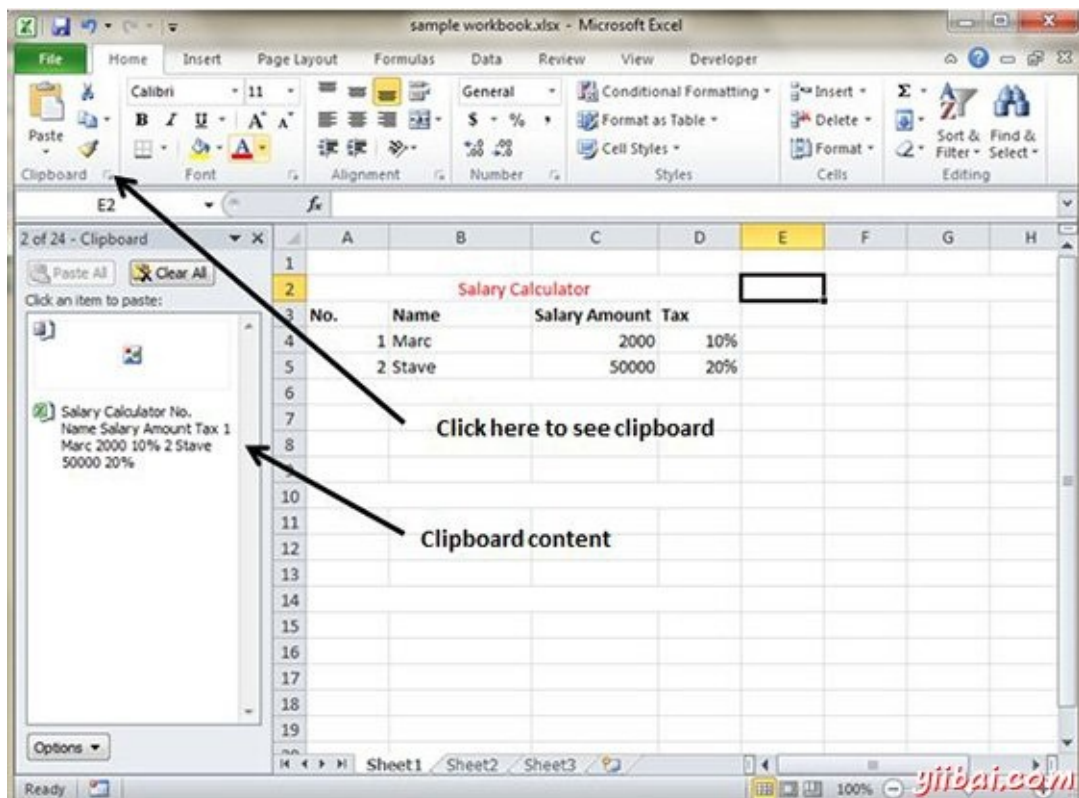 sample workbook.xlsx - Microsoft Excel
File Home Insert Page Layout Formulas Data Review View Developer
Calibri 11 General Conditional Formatting Insert Σ
Paste B I U A A $ % , Format as Table Delete Sort & Find &
A Cell Styles Format Filter Select
Clipboard Font Alignment Number Styles Cells Editing
E2 fx
2 of 24 - Clipboard
Paste All Clear All
Click an item to paste:
Salary Calculator No.
Name Salary Amount Tax 1
Marc 2000 10% 2 Stave
50000 20%
Options
A B C D E F G H
1
2 Salary Calculator
3 No. Name Salary Amount Tax
4 1 Marc 2000 10%
5 2 Stave 50000 20%
6
7
Click here to see clipboard
8
9
10
11
Clipboard content
12
13
14
15
16
17
18
19
20
Sheet1 Sheet2 Sheet3
Ready 100%
yiibai.com